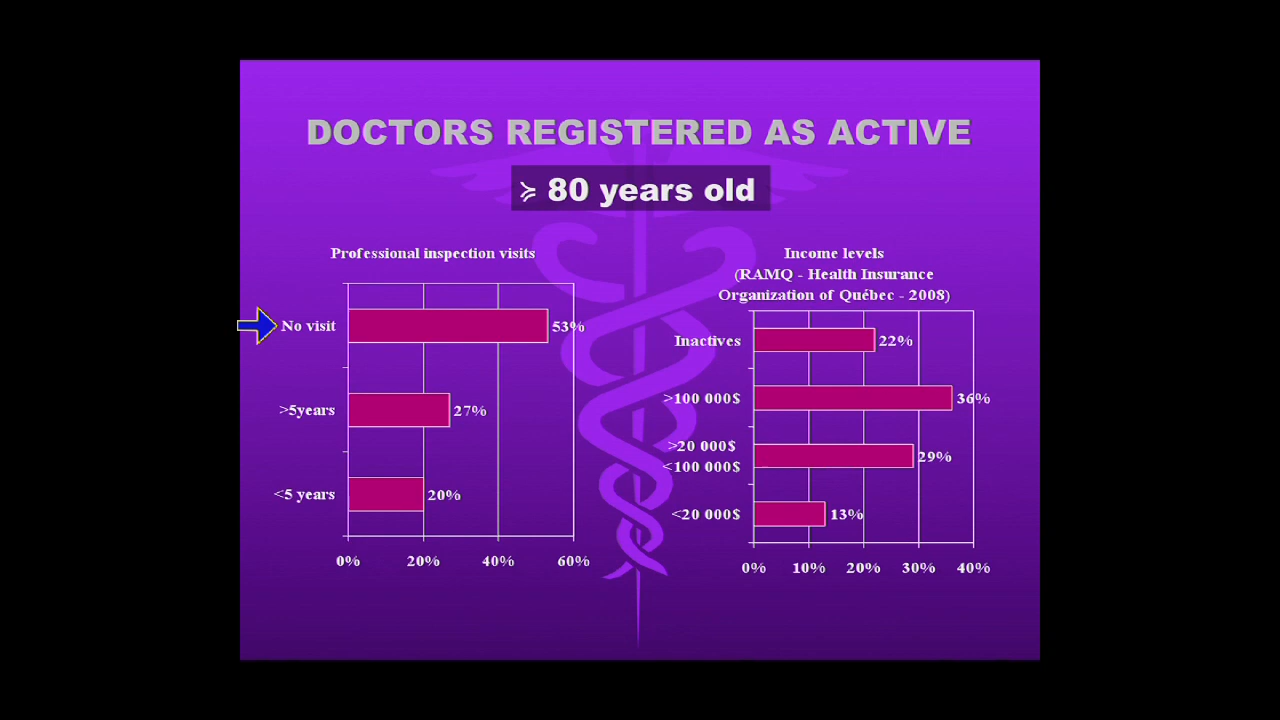 DOCTORS REGISTERED AS ACTIVE
≽ 80 years old
Professional inspection visits
No visit
53%
>5years
27%
<5 years
20%
0% 20% 40% 60%
Income levels
(RAMQ - Health Insurance
Organization of Québec - 2008)
Inactives
22%
>100 000$
36%
>20 000$
<100 000$
29%
<20 000$
13%
0% 10% 20% 30% 40%